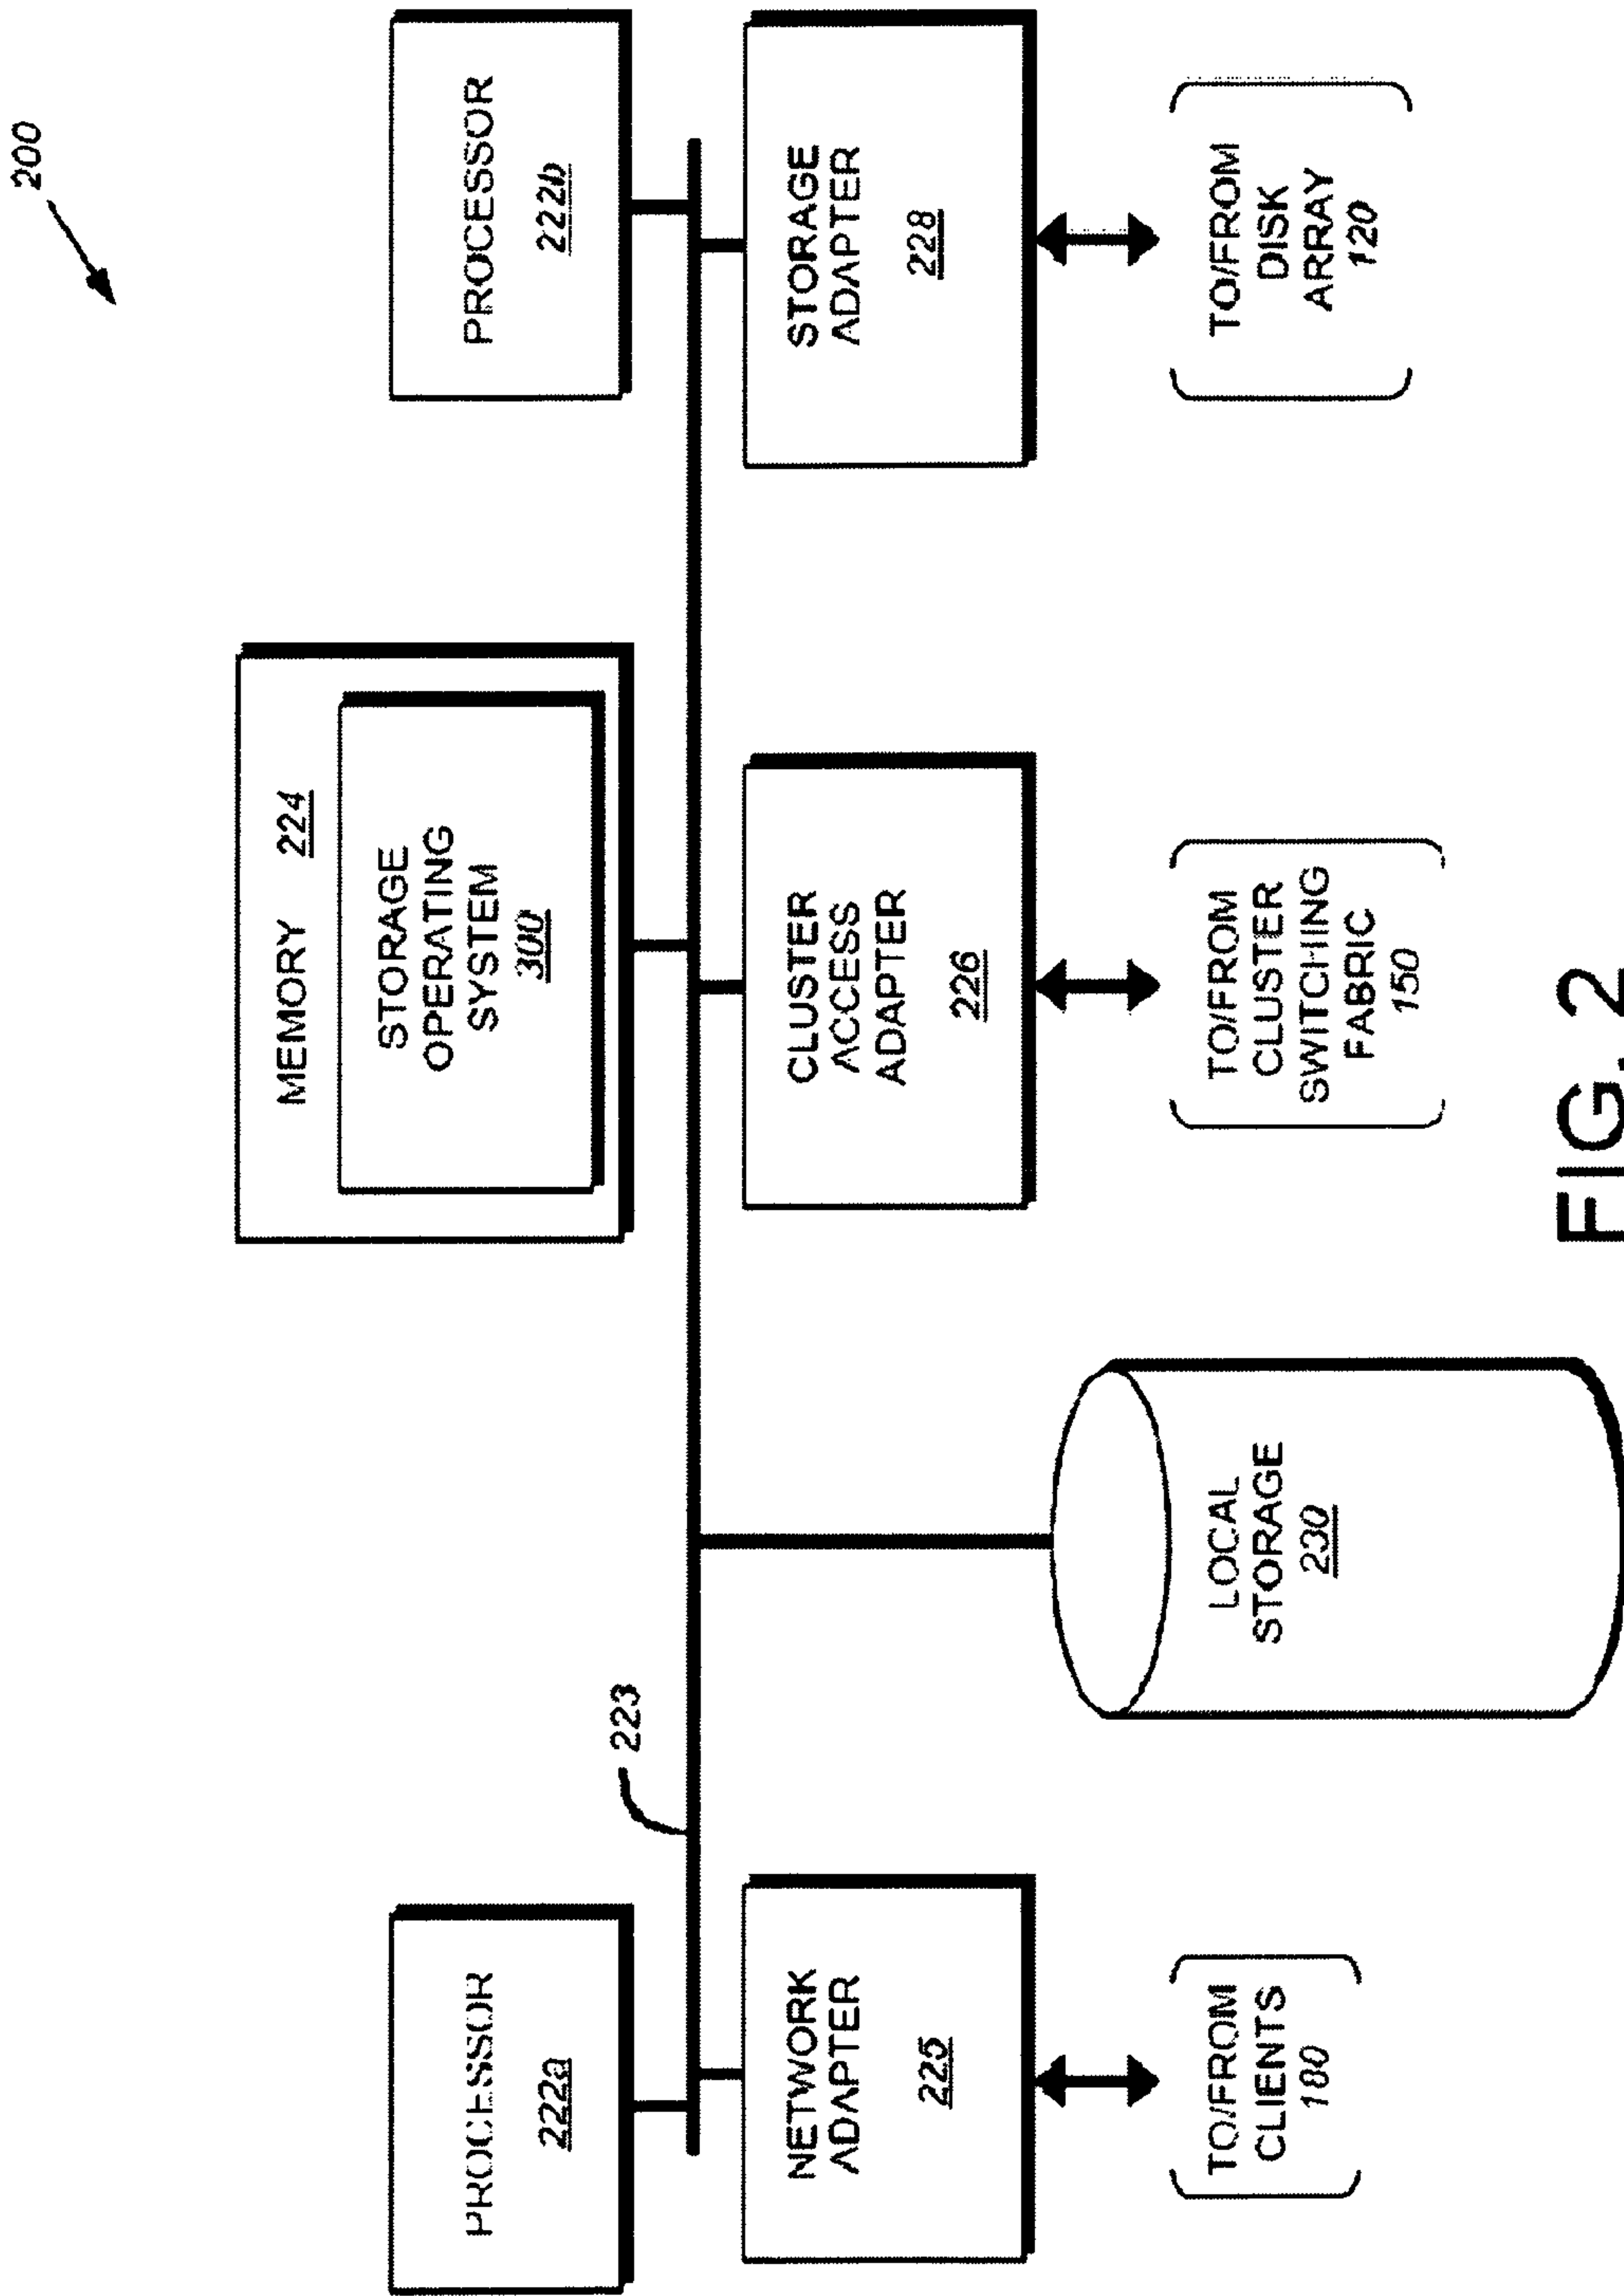 200
PROCESSOR
222a
MEMORY 224
STORAGE
OPERATING
SYSTEM
300
PROCESSOR
222b
223
NETWORK
ADAPTER
225
LOCAL
STORAGE
230
CLUSTER
ACCESS
ADAPTER
226
STORAGE
ADAPTER
228
TO/FROM
CLIENTS
180
TO/FROM
CLUSTER
SWITCHING
FABRIC
150
TO/FROM
DISK
ARRAY
120
FIG. 2